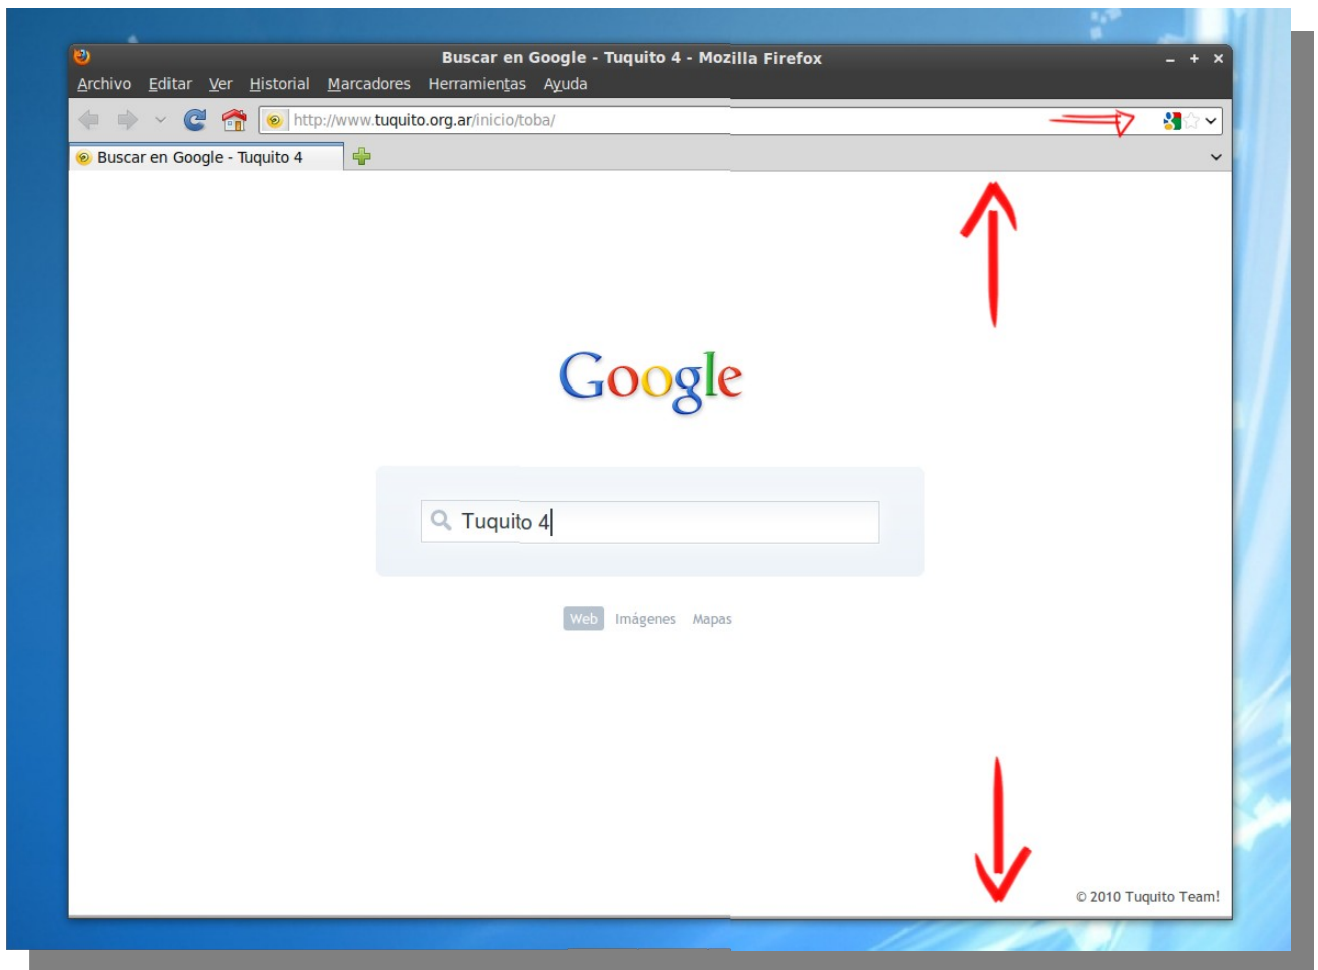 Buscar en Google - Tuquito 4 - Mozilla Firefox
Archivo Editar Ver Historial Marcadores Herramientas Ayuda
http://www.tuquito.org.ar/inicio/toba/
Buscar en Google - Tuquito 4
Google
Tuquito 4
Web Imágenes Mapas
© 2010 Tuquito Team!